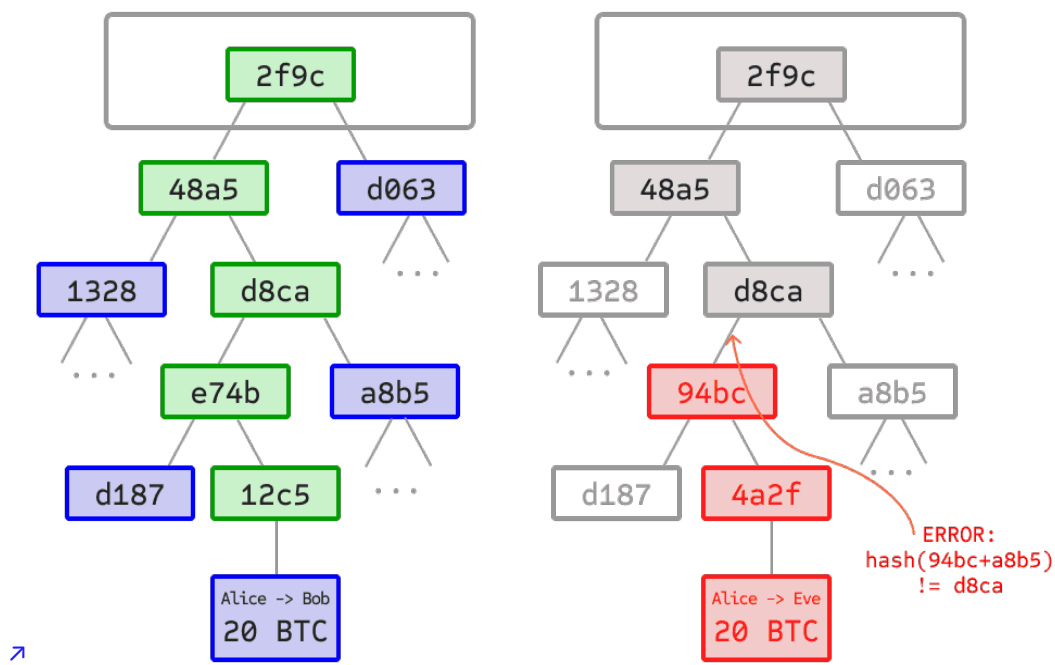 2f9c
48a5
d063
1328
d8ca
...
e74b
a8b5
...
d187
12c5
...
Alice -> Bob
20 BTC
2f9c
48a5
d063
1328
d8ca
...
94bc
a8b5
...
d187
4a2f
...
ERROR:
hash(94bc+a8b5)
!= d8ca
Alice -> Eve
20 BTC